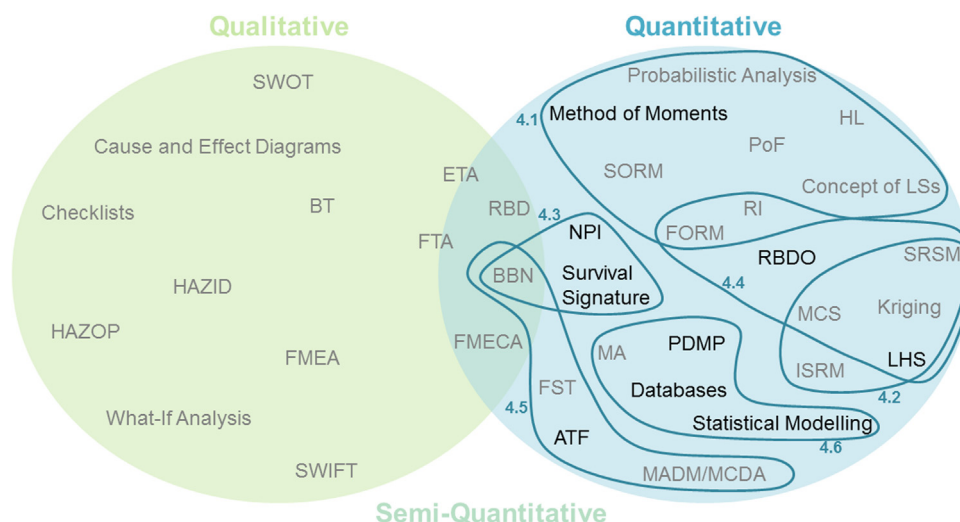 Qualitative
Quantitative
SWOT
Probabilistic Analysis
4.1
Method of Moments
HL
Cause and Effect Diagrams
PoF
ETA
SORM
Concept of LSs
Checklists
BT
RBD
4.3
RI
FTA
NPI
FORM
RBDO
SRSM
BBN
Survival
Signature
4.4
HAZID
MCS
Kriging
HAZOP
FMECA
MA
PDMP
FMEA
LHS
ISRM
FST
Databases
4.2
4.5
What-If Analysis
Statistical Modelling
ATF
4.6
SWIFT
MADM/MCDA
Semi-Quantitative